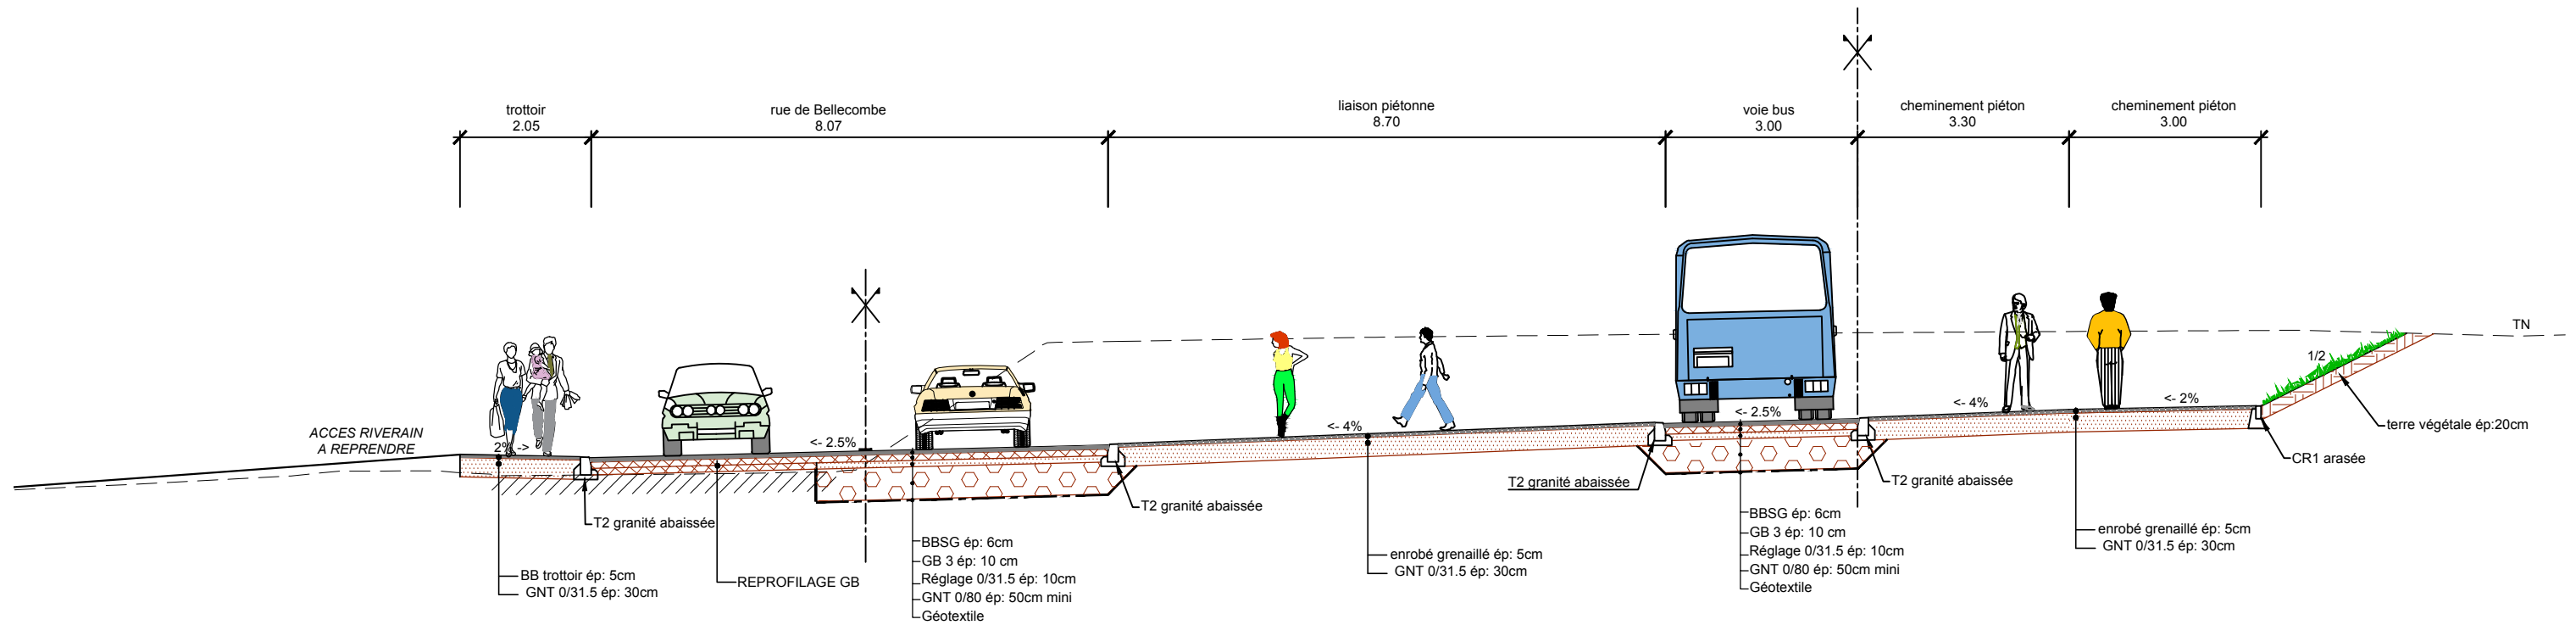 trottoir
2.05
rue de Bellecombe
8.07
liaison piétonne
8.70
voie bus
3.00
cheminement piéton
3.30
cheminement piéton
3.00
TN
1/2
ACCES RIVERAIN
A REPRENDRE
2% ->
<- 2.5%
<- 4%
<- 2.5%
<- 4%
<- 2%
terre végétale ép:20cm
CR1 arasée
T2 granité abaissée
T2 granité abaissée
T2 granité abaissée
T2 granité abaissée
BB trottoir ép: 5cm
GNT 0/31.5 ép: 30cm
REPROFILAGE GB
BBSG ép: 6cm
GB 3 ép: 10 cm
Réglage 0/31.5 ép: 10cm
GNT 0/80 ép: 50cm mini
Géotextile
enrobé grenaillé ép: 5cm
GNT 0/31.5 ép: 30cm
BBSG ép: 6cm
GB 3 ép: 10 cm
Réglage 0/31.5 ép: 10cm
GNT 0/80 ép: 50cm mini
Géotextile
enrobé grenaillé ép: 5cm
GNT 0/31.5 ép: 30cm